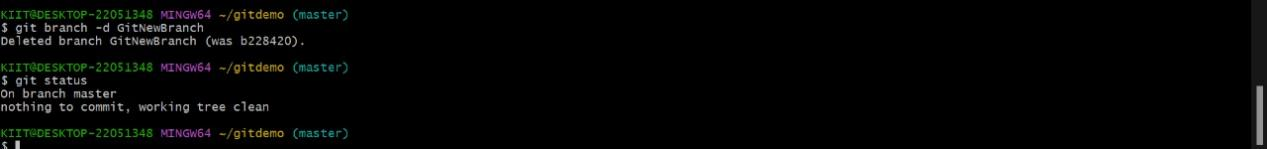 KIIT@DESKTOP-22051348 MINGW64 ~/gitdemo (master)
$ git branch -d GitNewBranch
Deleted branch GitNewBranch (was b228420).
KIIT@DESKTOP-22051348 MINGW64 ~/gitdemo (master)
$ git status
On branch master
nothing to commit, working tree clean
KIIT@DESKTOP-22051348 MINGW64 ~/gitdemo (master)
$